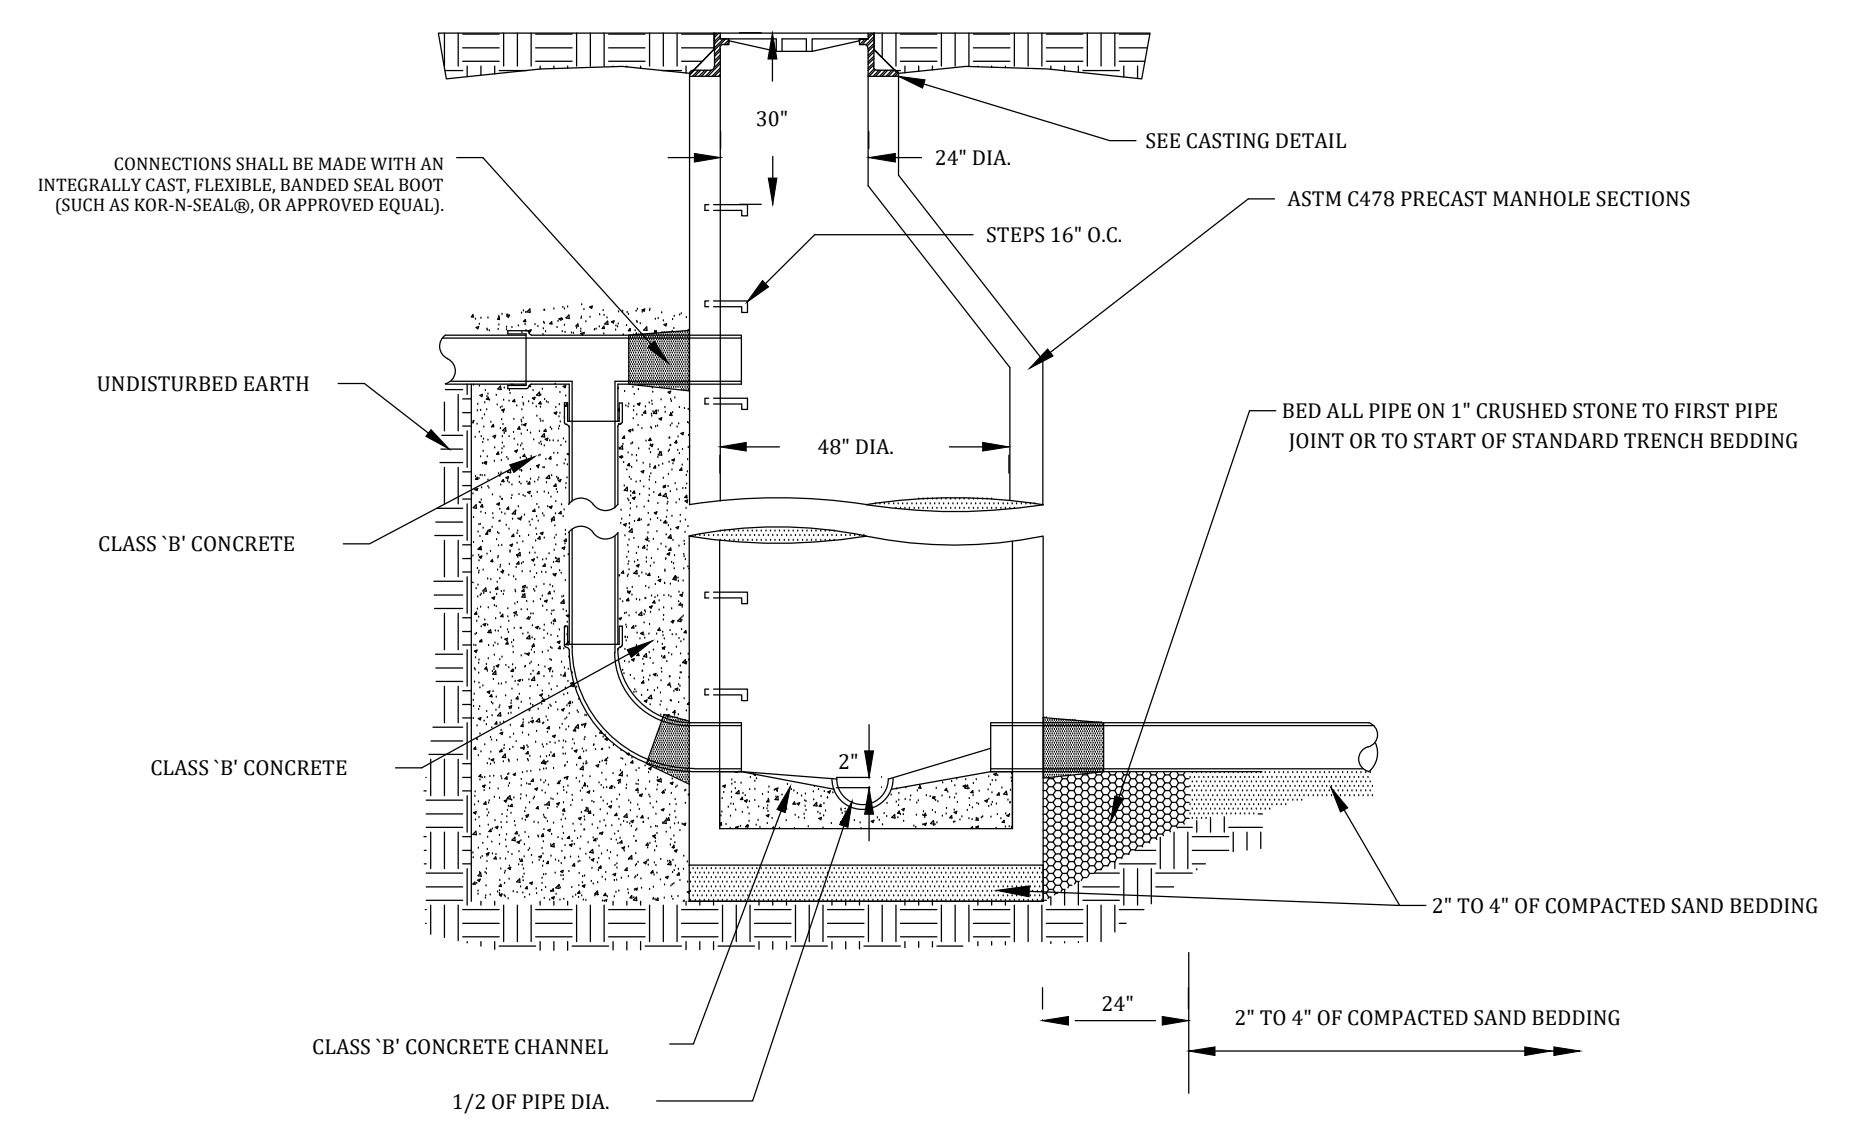 30"
24" DIA.
SEE CASTING DETAIL
CONNECTIONS SHALL BE MADE WITH AN
INTEGRALLY CAST, FLEXIBLE, BANDED SEAL BOOT
(SUCH AS KOR-N-SEAL®, OR APPROVED EQUAL).
ASTM C478 PRECAST MANHOLE SECTIONS
STEPS 16" O.C.
UNDISTURBED EARTH
BED ALL PIPE ON 1" CRUSHED STONE TO FIRST PIPE
JOINT OR TO START OF STANDARD TRENCH BEDDING
48" DIA.
CLASS `B' CONCRETE
CLASS `B' CONCRETE
2"
2" TO 4" OF COMPACTED SAND BEDDING
24"
2" TO 4" OF COMPACTED SAND BEDDING
CLASS `B' CONCRETE CHANNEL
1/2 OF PIPE DIA.